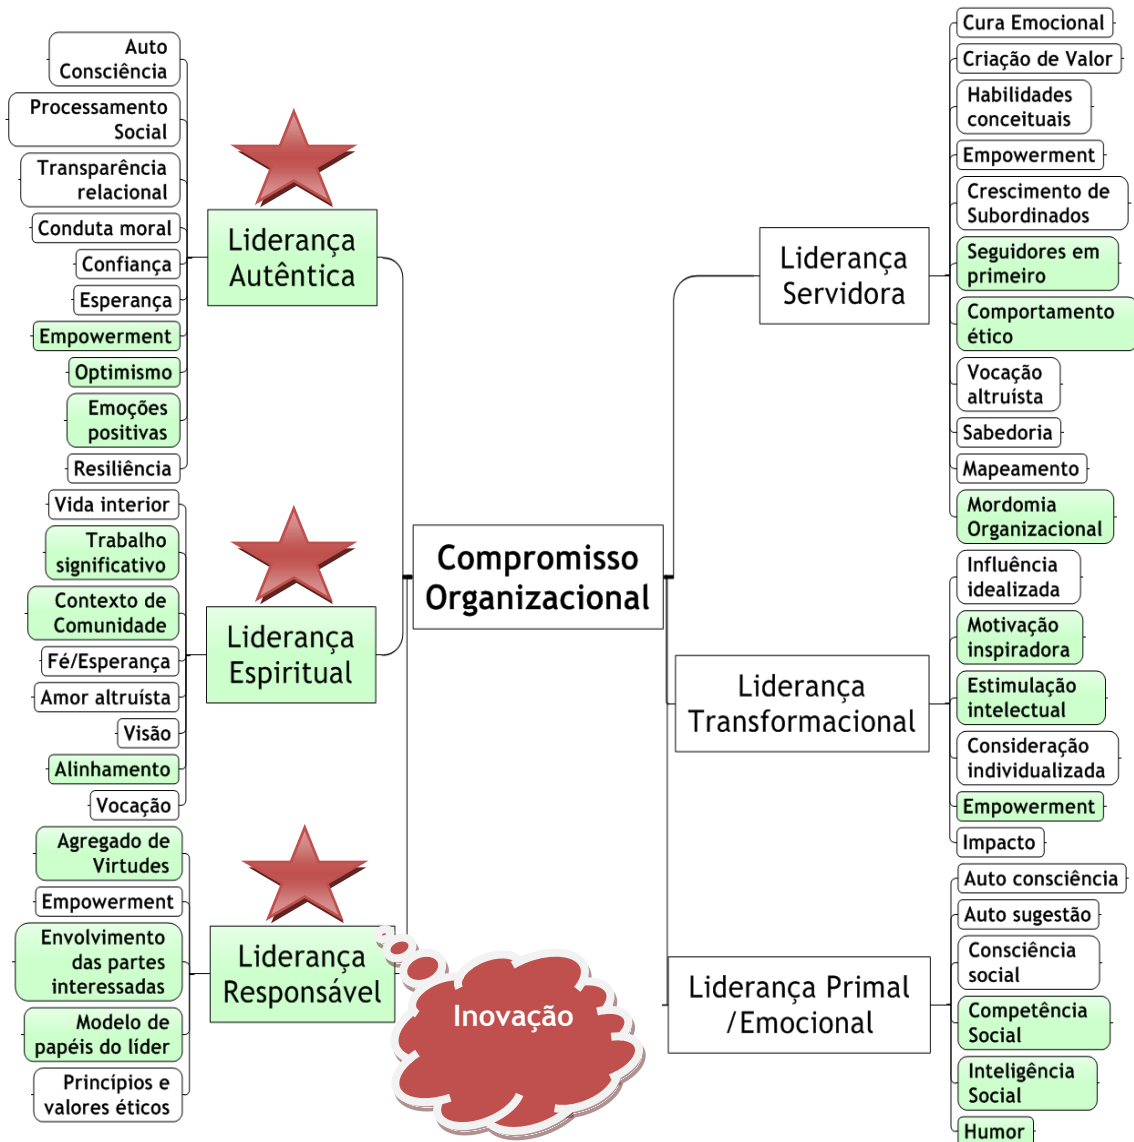 Auto
Consciência
Processamento
Social
Transparência
relacional
Conduta moral
Confiança
Esperança
Empowerment
Optimismo
Emoções
positivas
Resiliência
Liderança
Autêntica
Vida interior
Trabalho
significativo
Contexto de
Comunidade
Fé/Esperança
Amor altruísta
Visão
Alinhamento
Vocação
Liderança
Espiritual
Agregado de
Virtudes
Empowerment
Envolvimento
das partes
interessadas
Modelo de
papéis do líder
Princípios e
valores éticos
Liderança
Responsável
Inovação
Compromisso
Organizacional
Liderança
Servidora
Cura Emocional
Criação de Valor
Habilidades
conceituais
Empowerment
Crescimento de
Subordinados
Seguidores em
primeiro
Comportamento
ético
Vocação
altruísta
Sabedoria
Mapeamento
Mordomia
Organizacional
Liderança
Transformacional
Influência
idealizada
Motivação
inspiradora
Estimulação
intelectual
Consideração
individualizada
Empowerment
Impacto
Liderança Primal
/Emocional
Auto consciência
Auto sugestão
Consciência
social
Competência
Social
Inteligência
Social
Humor